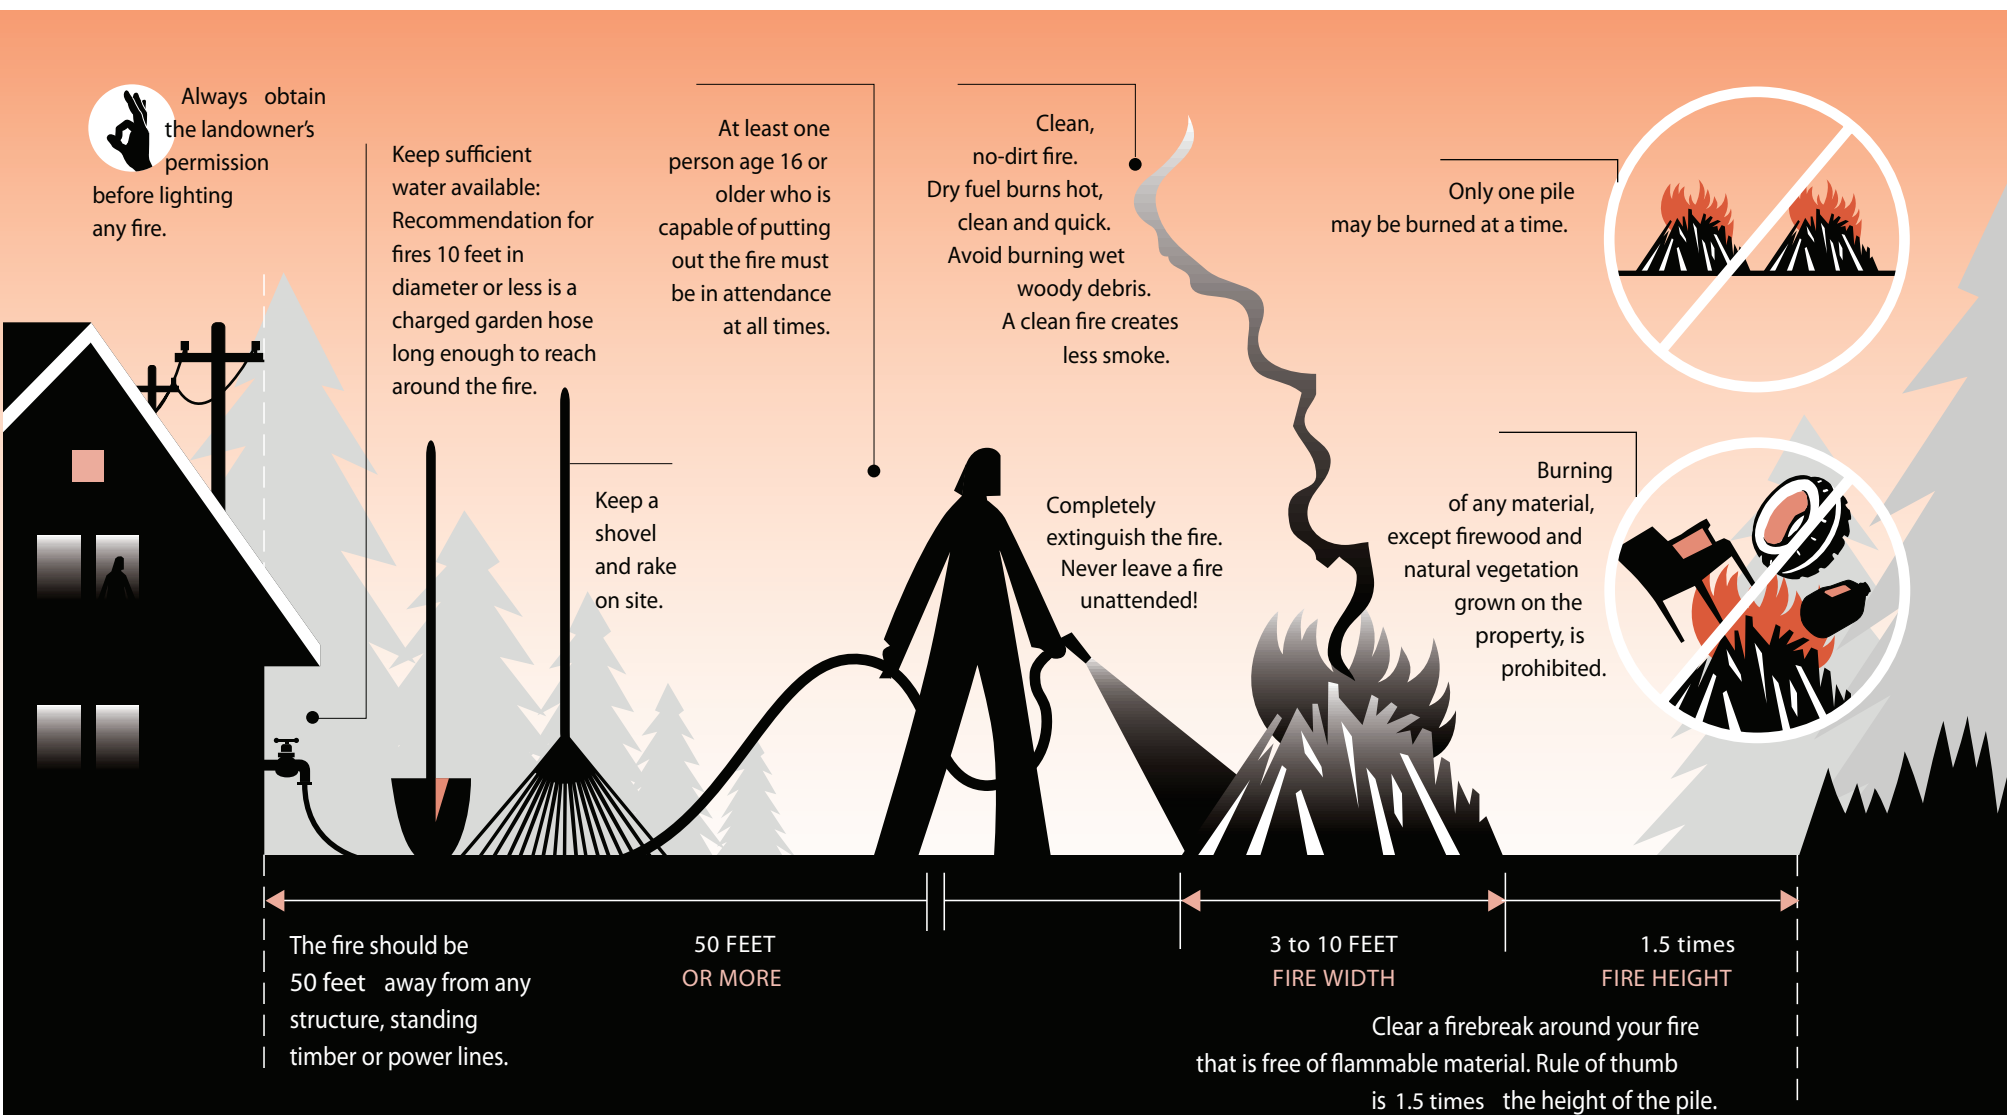 Always obtain
the landowner's
permission
before lighting
any fire.
Keep sufficient
water available:
Recommendation for
fires 10 feet in
diameter or less is a
charged garden hose
long enough to reach
around the fire.
Keep a
shovel
and rake
on site.
At least one
person age 16 or
older who is
capable of putting
out the fire must
be in attendance
at all times.
Clean,
no-dirt fire.
Dry fuel burns hot,
clean and quick.
Avoid burning wet
woody debris.
A clean fire creates
less smoke.
Completely
extinguish the fire.
Never leave a fire
unattended!
Only one pile
may be burned at a time.
Burning
of any material,
except firewood and
natural vegetation
grown on the
property, is
prohibited.
The fire should be
50 feet away from any
structure, standing
timber or power lines.
50 FEET
OR MORE
3 to 10 FEET
FIRE WIDTH
1.5 times
FIRE HEIGHT
Clear a firebreak around your fire
that is free of flammable material. Rule of thumb
is 1.5 times the height of the pile.